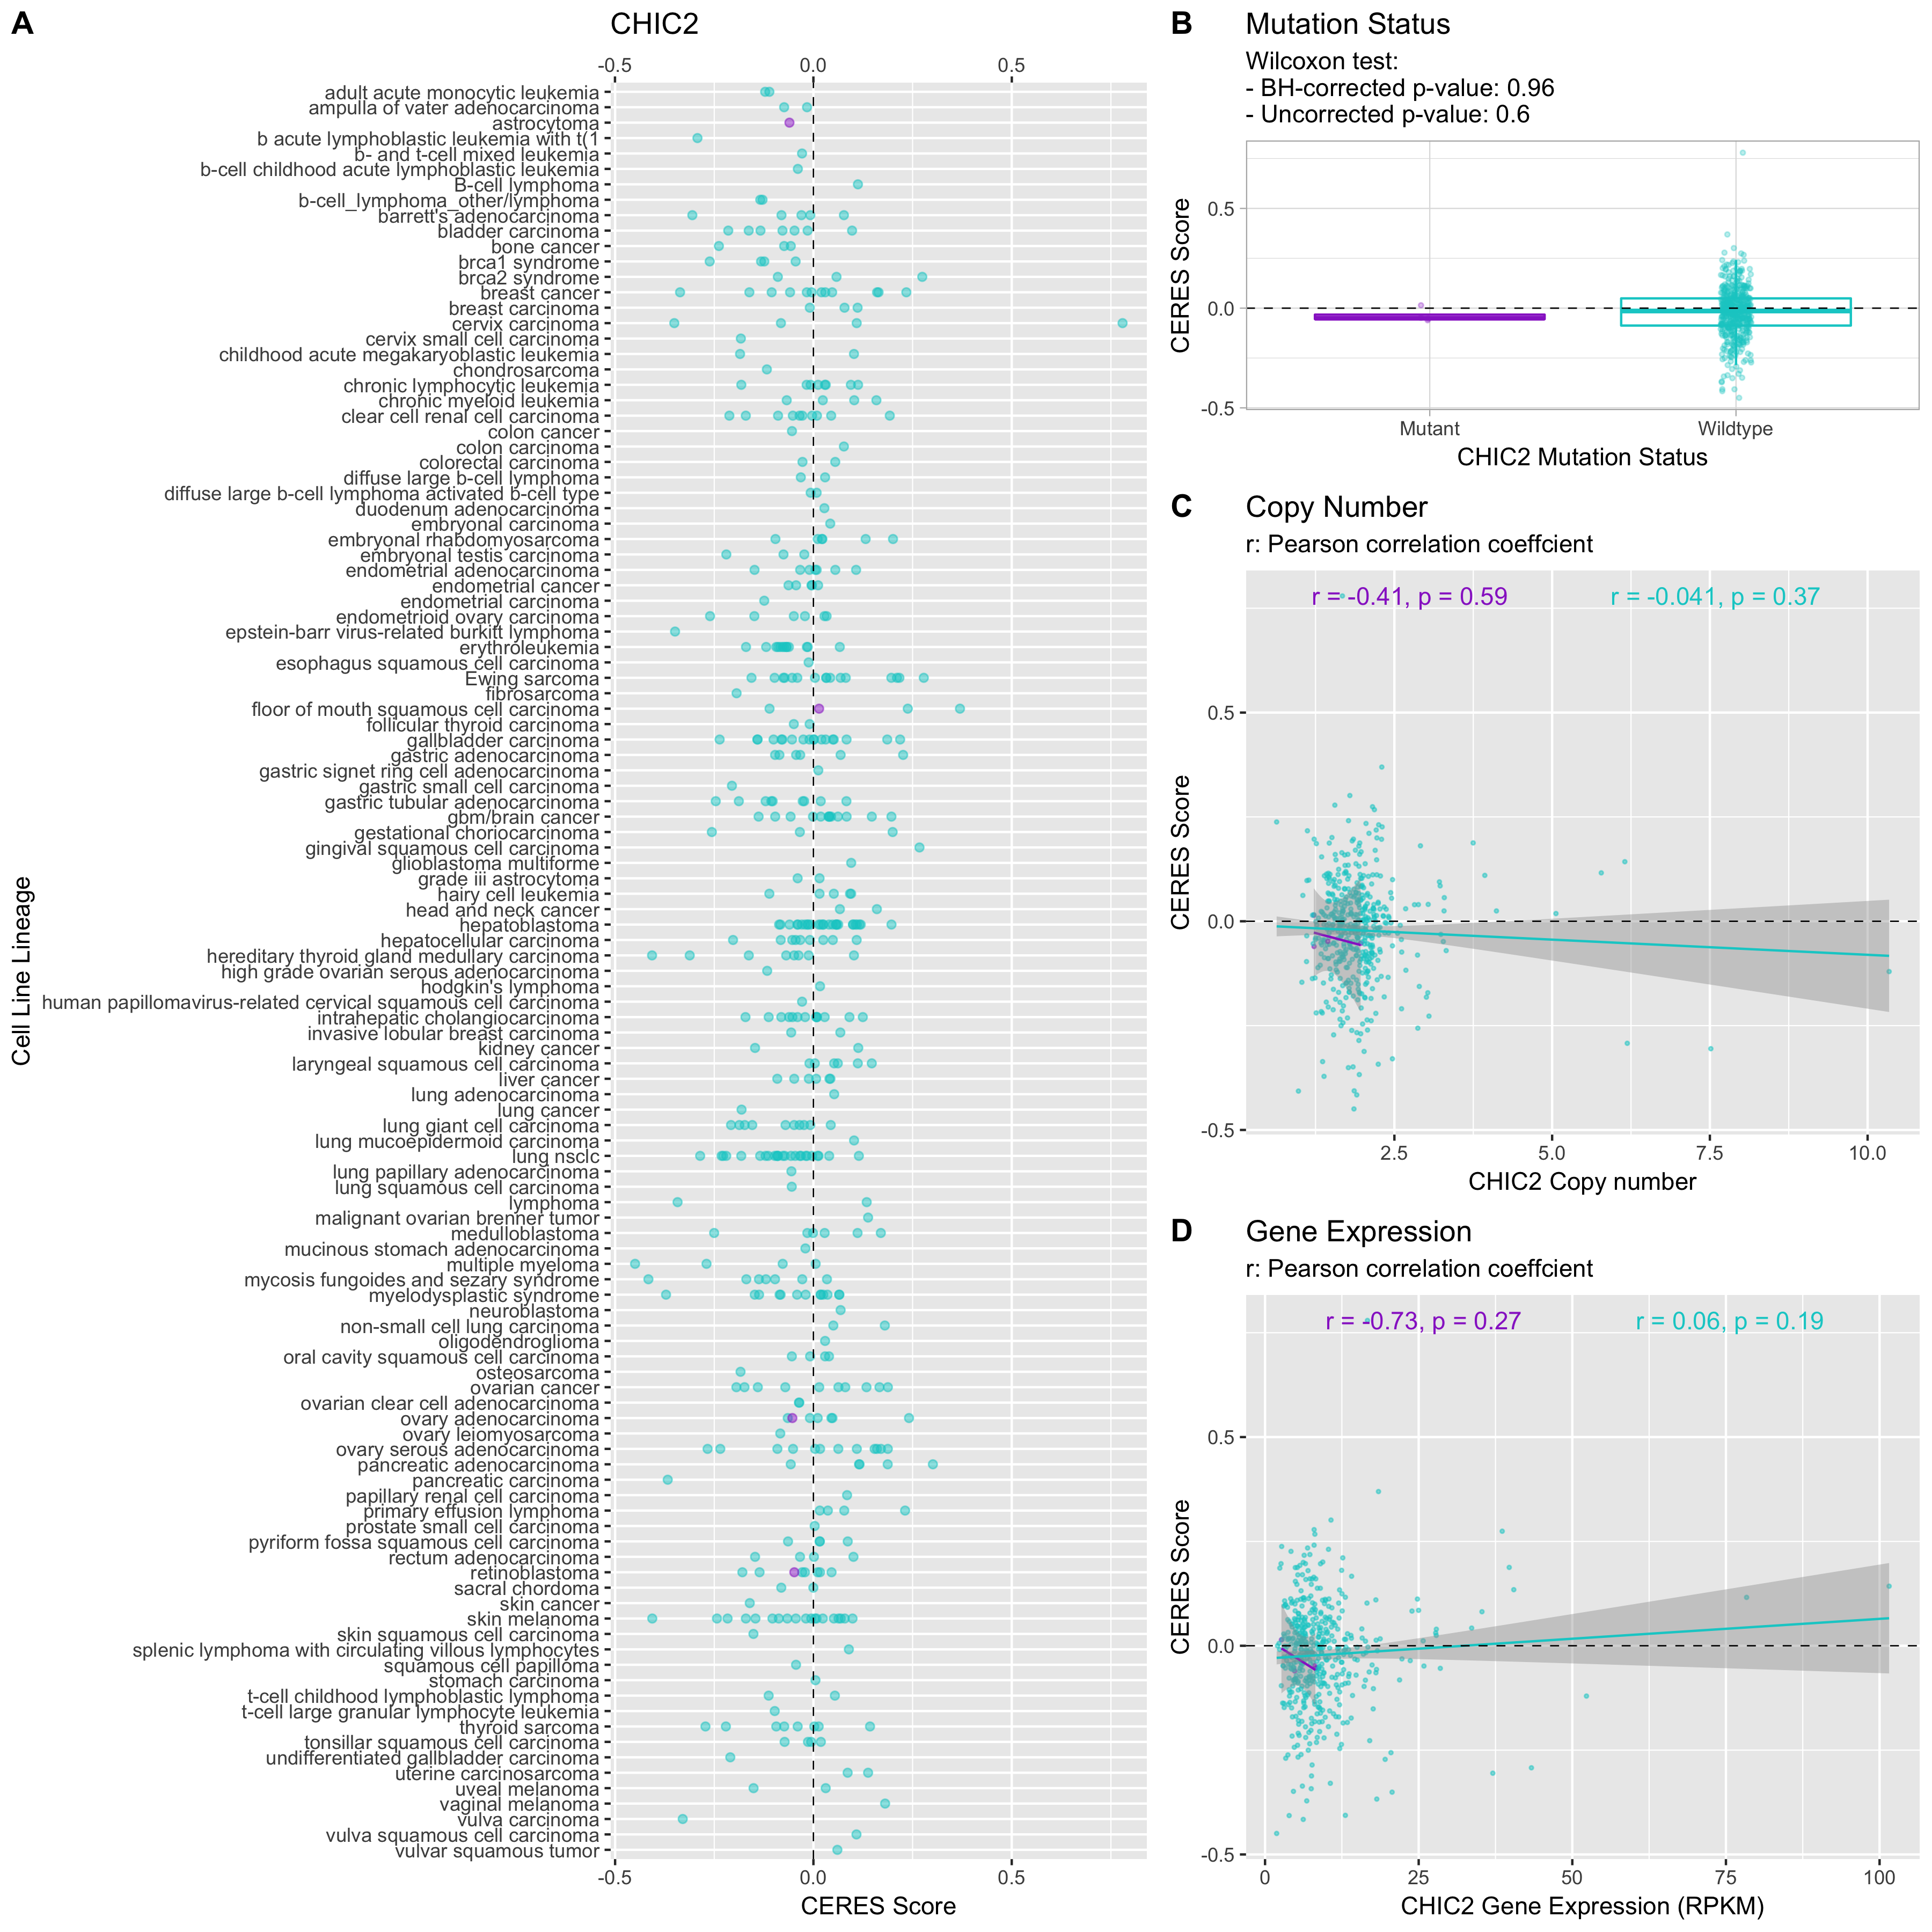 A
CHIC2
-0.5 0.0 0.5
adult acute monocytic leukemia
ampulla of vater adenocarcinoma
astrocytoma
b acute lymphoblastic leukemia with t(1
b- and t-cell mixed leukemia
b-cell childhood acute lymphoblastic leukemia
B-cell lymphoma
b-cell_lymphoma_other/lymphoma
barrett's adenocarcinoma
bladder carcinoma
bone cancer
brca1 syndrome
brca2 syndrome
breast cancer
breast carcinoma
cervix carcinoma
cervix small cell carcinoma
childhood acute megakaryoblastic leukemia
chondrosarcoma
chronic lymphocytic leukemia
chronic myeloid leukemia
clear cell renal cell carcinoma
colon cancer
colon carcinoma
colorectal carcinoma
diffuse large b-cell lymphoma
diffuse large b-cell lymphoma activated b-cell type
duodenum adenocarcinoma
embryonal carcinoma
embryonal rhabdomyosarcoma
embryonal testis carcinoma
endometrial adenocarcinoma
endometrial cancer
endometrial carcinoma
endometrioid ovary carcinoma
epstein-barr virus-related burkitt lymphoma
erythroleukemia
esophagus squamous cell carcinoma
Ewing sarcoma
fibrosarcoma
floor of mouth squamous cell carcinoma
follicular thyroid carcinoma
gallbladder carcinoma
gastric adenocarcinoma
gastric signet ring cell adenocarcinoma
gastric small cell carcinoma
gastric tubular adenocarcinoma
gbm/brain cancer
gestational choriocarcinoma
gingival squamous cell carcinoma
glioblastoma multiforme
grade iii astrocytoma
hairy cell leukemia
head and neck cancer
hepatoblastoma
hepatocellular carcinoma
hereditary thyroid gland medullary carcinoma
high grade ovarian serous adenocarcinoma
hodgkin's lymphoma
human papillomavirus-related cervical squamous cell carcinoma
intrahepatic cholangiocarcinoma
invasive lobular breast carcinoma
kidney cancer
laryngeal squamous cell carcinoma
liver cancer
lung adenocarcinoma
lung cancer
lung giant cell carcinoma
lung mucoepidermoid carcinoma
lung nsclc
lung papillary adenocarcinoma
lung squamous cell carcinoma
lymphoma
malignant ovarian brenner tumor
medulloblastoma
mucinous stomach adenocarcinoma
multiple myeloma
mycosis fungoides and sezary syndrome
myelodysplastic syndrome
neuroblastoma
non-small cell lung carcinoma
oligodendroglioma
oral cavity squamous cell carcinoma
osteosarcoma
ovarian cancer
ovarian clear cell adenocarcinoma
ovary adenocarcinoma
ovary leiomyosarcoma
ovary serous adenocarcinoma
pancreatic adenocarcinoma
pancreatic carcinoma
papillary renal cell carcinoma
primary effusion lymphoma
prostate small cell carcinoma
pyriform fossa squamous cell carcinoma
rectum adenocarcinoma
retinoblastoma
sacral chordoma
skin cancer
skin melanoma
skin squamous cell carcinoma
splenic lymphoma with circulating villous lymphocytes
squamous cell papilloma
stomach carcinoma
t-cell childhood lymphoblastic lymphoma
t-cell large granular lymphocyte leukemia
thyroid sarcoma
tonsillar squamous cell carcinoma
undifferentiated gallbladder carcinoma
uterine carcinosarcoma
uveal melanoma
vaginal melanoma
vulva carcinoma
vulva squamous cell carcinoma
vulvar squamous tumor
-0.5 0.0 0.5
CERES Score
Cell Line Lineage
B
Mutation Status
Wilcoxon test:
- BH-corrected p-value: 0.96
- Uncorrected p-value: 0.6
0.5
0.0
-0.5
CERES Score
Mutant Wildtype
CHIC2 Mutation Status
C
Copy Number
r: Pearson correlation coeffcient
r = -0.41, p = 0.59 r = -0.041, p = 0.37
0.5
0.0
-0.5
CERES Score
2.5 5.0 7.5 10.0
CHIC2 Copy number
D
Gene Expression
r: Pearson correlation coeffcient
r = -0.73, p = 0.27 r = 0.06, p = 0.19
0.5
0.0
-0.5
CERES Score
0 25 50 75 100
CHIC2 Gene Expression (RPKM)